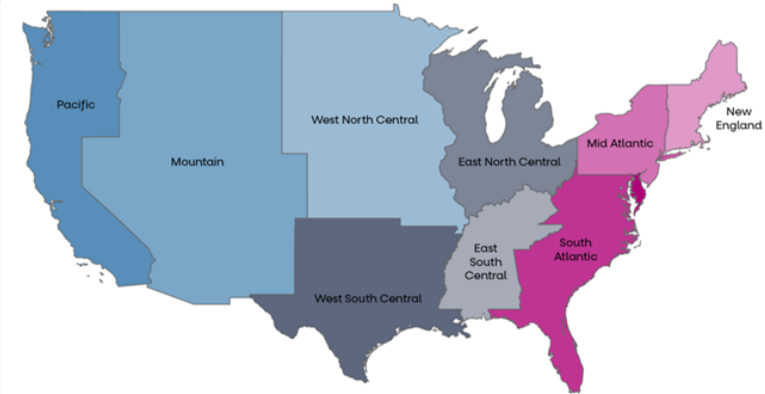 Pacific
Mountain
West North Central
East North Central
Mid Atlantic
New
England
East
South
Central
South
Atlantic
West South Central